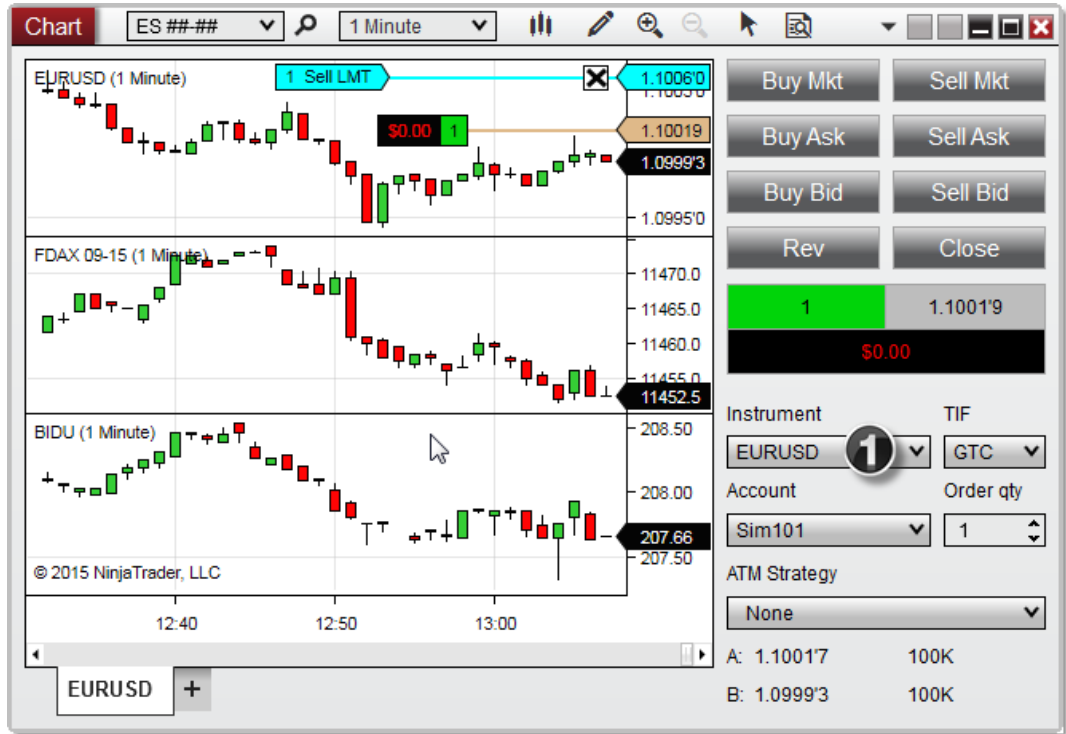 Chart ES ##-## 1 Minute
EURUSD (1 Minute) 1 Sell LMT 1.1006'0
$0.00 1 1.10019
1.0999'3
1.0995'0
FDAX 09-15 (1 Minute)
11470.0
11465.0
11460.0
11455.0
11452.5
BIDU (1 Minute)
208.50
208.00
207.66
207.50
© 2015 NinjaTrader, LLC
12:40 12:50 13:00
EURUSD +
Buy Mkt Sell Mkt
Buy Ask Sell Ask
Buy Bid Sell Bid
Rev Close
1 1.1001'9
$0.00
Instrument TIF
EURUSD 1 GTC
Account Order qty
Sim101 1
ATM Strategy
None
A: 1.1001'7 100K
B: 1.0999'3 100K